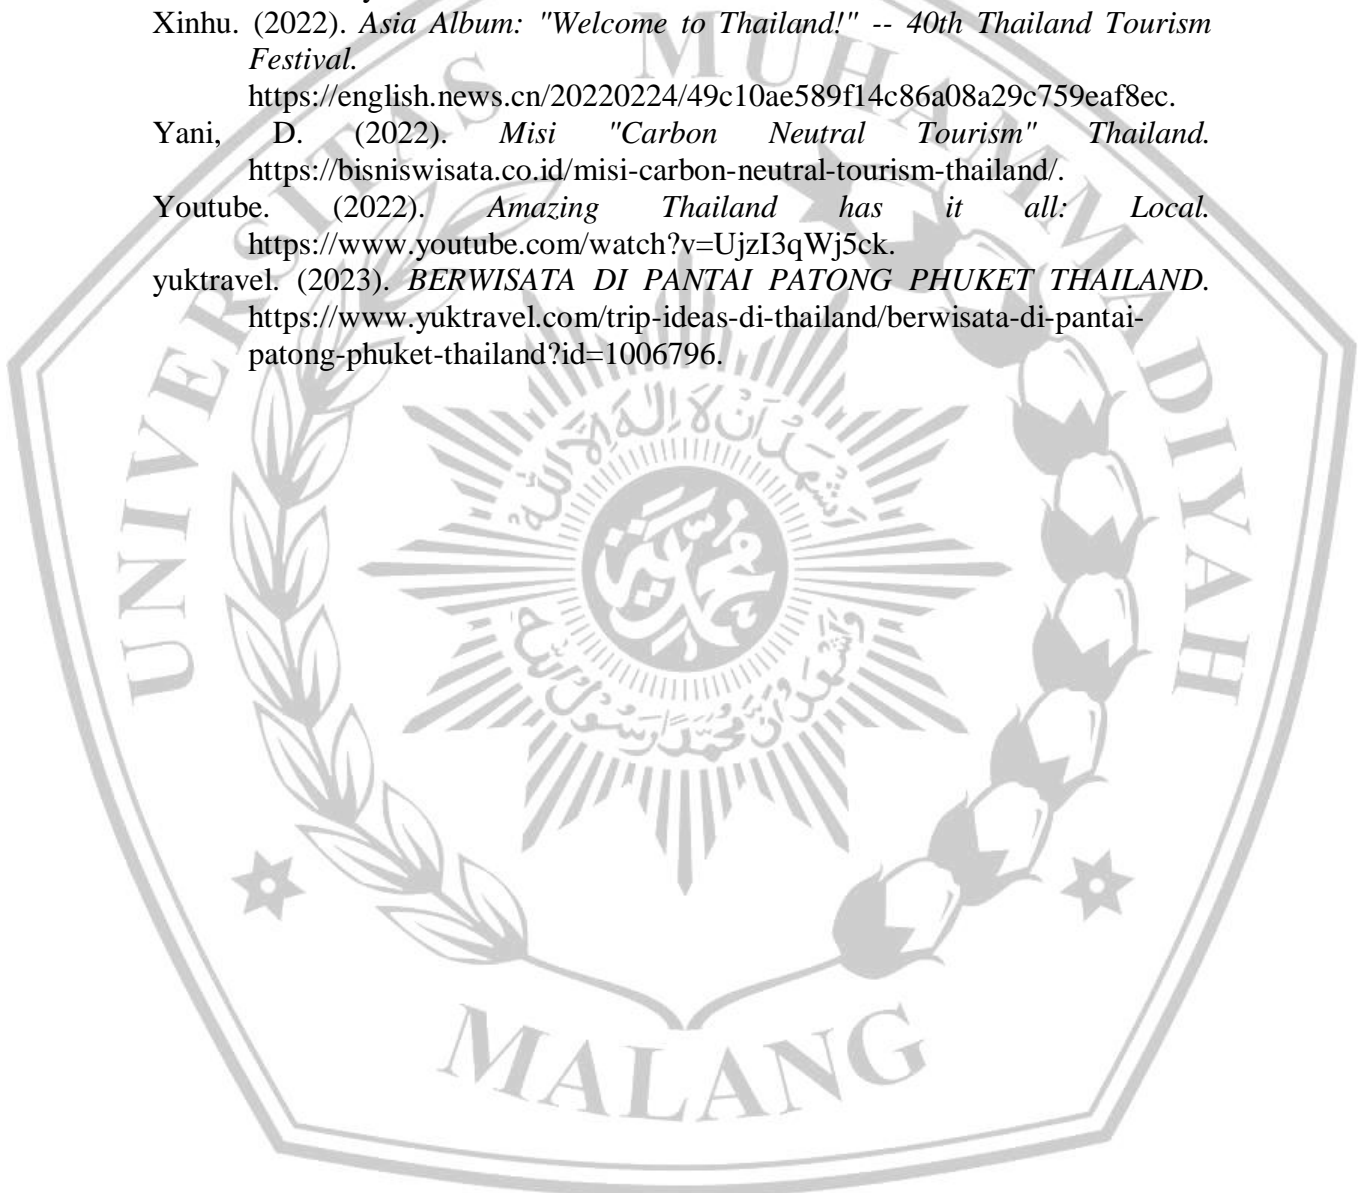 Xinhu. (2022). Asia Album: "Welcome to Thailand!" -- 40th Thailand Tourism
Festival.
https://english.news.cn/20220224/49c10ae589f14c86a08a29c759eaf8ec.
Yani, D. (2022). Misi "Carbon Neutral Tourism" Thailand.
https://bisniswisata.co.id/misi-carbon-neutral-tourism-thailand/.
Youtube. (2022). Amazing Thailand has it all: Local.
https://www.youtube.com/watch?v=UjzI3qWj5ck.
yuktravel. (2023). BERWISATA DI PANTAI PATONG PHUKET THAILAND.
https://www.yuktravel.com/trip-ideas-di-thailand/berwisata-di-pantai-
patong-phuket-thailand?id=1006796.
UNIVERSITAS MUHAMMADIYAH
MALANG